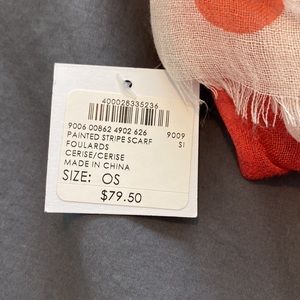 400028335236
9006 00862 4902 626 9009
PAINTED STRIPE SCARF SI
FOULARDS
CERISE/CERISE
MADE IN CHINA
SIZE: OS
$79.50